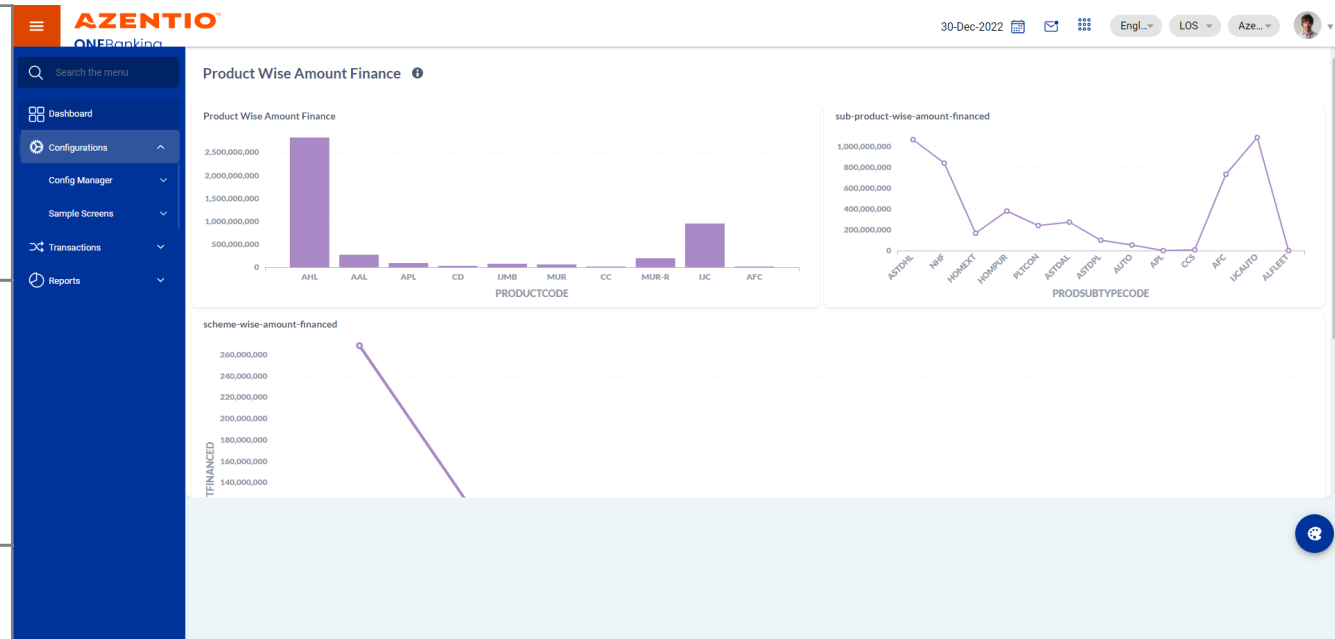 AZENTIO™
ONEBanking
30-Dec-2022
Engl...
LOS
Aze...
Search the menu
Dashboard
Configurations
Config Manager
Sample Screens
Transactions
Reports
Product Wise Amount Finance
Product Wise Amount Finance
2,500,000,000
2,000,000,000
1,500,000,000
1,000,000,000
500,000,000
0
AHL AAL APL CD IJMB MUR CC MUR-R IJC AFC
PRODUCTCODE
sub-product-wise-amount-financed
1,000,000,000
800,000,000
600,000,000
400,000,000
200,000,000
0
ASTDHL NHF HOMEXT HOMPUR PLTCON ASTDAL ASTDPL AUTO APL CCS AFC IJCAUTO ALFLEET
PRODSUBTYPECODE
scheme-wise-amount-financed
260,000,000
240,000,000
220,000,000
200,000,000
180,000,000
160,000,000
140,000,000
TFINANCED